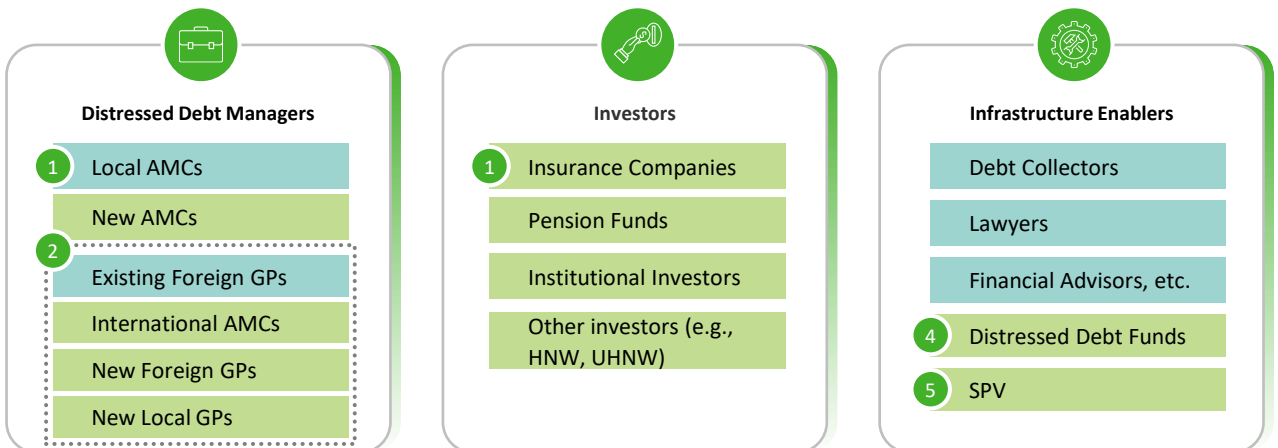 Distressed Debt Managers
1 Local AMCs
New AMCs
2
Existing Foreign GPs
International AMCs
New Foreign GPs
New Local GPs
Investors
1 Insurance Companies
Pension Funds
Institutional Investors
Other investors (e.g.,
HNW, UHNW)
Infrastructure Enablers
Debt Collectors
Lawyers
Financial Advisors, etc.
4 Distressed Debt Funds
5 SPV